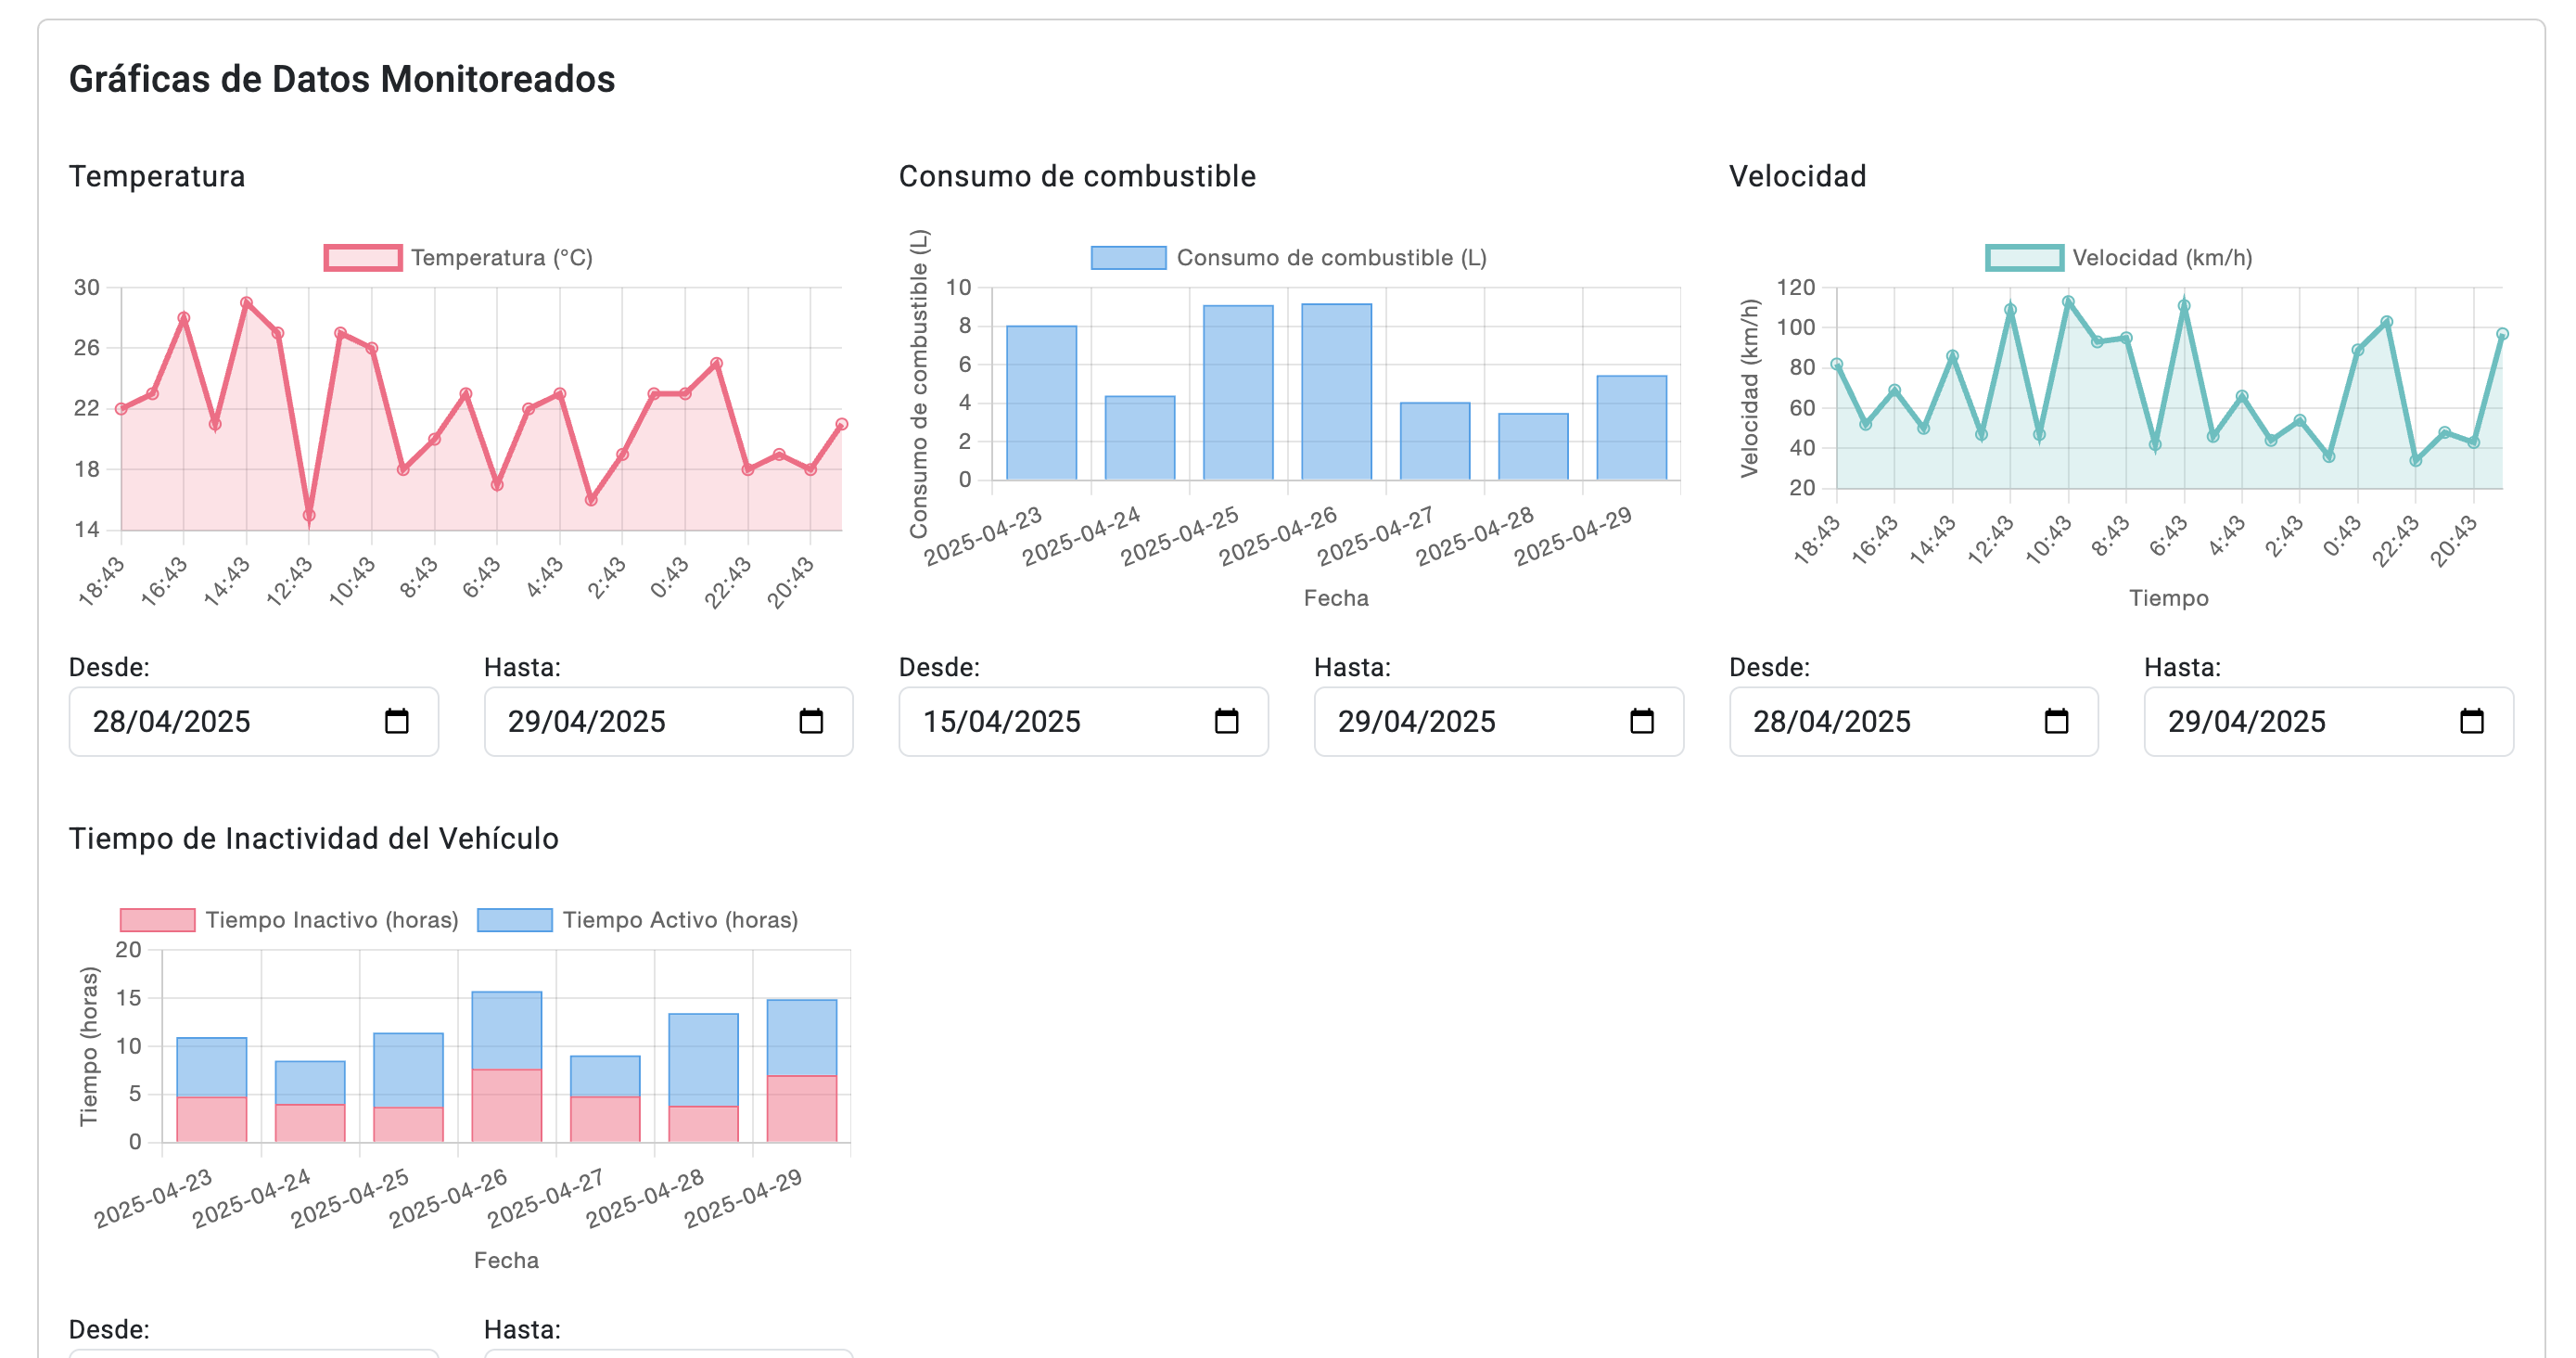 Gráficas de Datos Monitoreados
Temperatura
Temperatura (°C)
30
26
22
18
14
18:43
16:43
14:43
12:43
10:43
8:43
6:43
4:43
2:43
0:43
22:43
20:43
Desde:
Hasta:
28/04/2025
29/04/2025
Consumo de combustible
Consumo de combustible (L)
Consumo de combustible (L)
10
8
6
4
2
0
2025-04-23
2025-04-24
2025-04-25
2025-04-26
2025-04-27
2025-04-28
2025-04-29
Fecha
Desde:
Hasta:
15/04/2025
29/04/2025
Velocidad
Velocidad (km/h)
Velocidad (km/h)
120
100
80
60
40
20
18:43
16:43
14:43
12:43
10:43
8:43
6:43
4:43
2:43
0:43
22:43
20:43
Tiempo
Desde:
Hasta:
28/04/2025
29/04/2025
Tiempo de Inactividad del Vehículo
Tiempo Inactivo (horas)
Tiempo Activo (horas)
Tiempo (horas)
20
15
10
5
0
2025-04-23
2025-04-24
2025-04-25
2025-04-26
2025-04-27
2025-04-28
2025-04-29
Fecha
Desde:
Hasta: